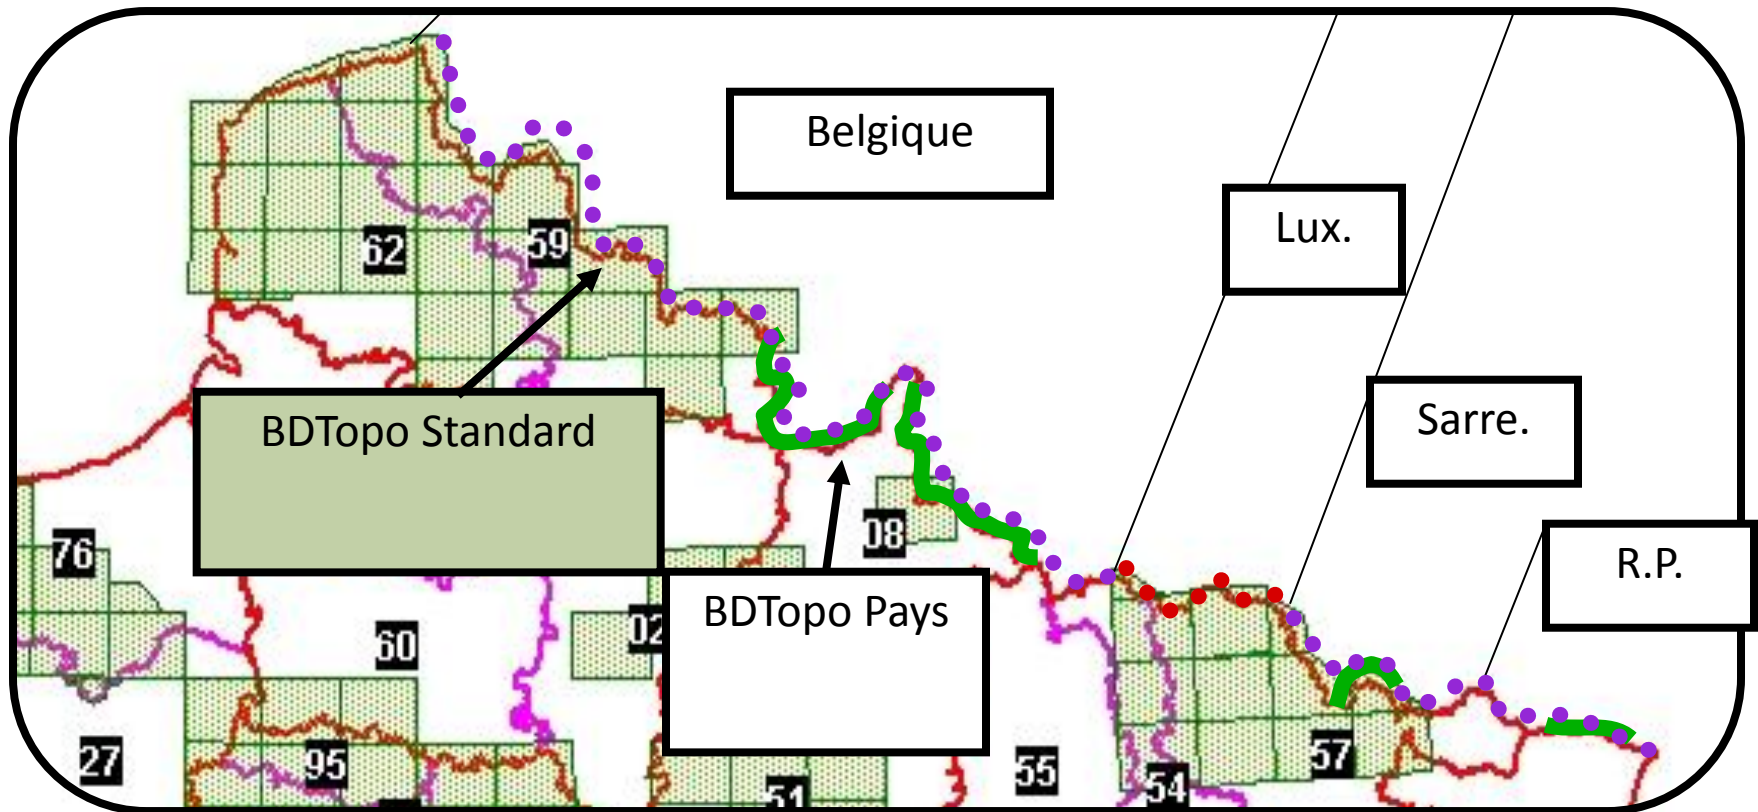 Belgique
Lux.
62
59
Sarre.
BDTopo Standard
76
08
R.P.
BDTopo Pays
60
02
27
95
55
57
54
51